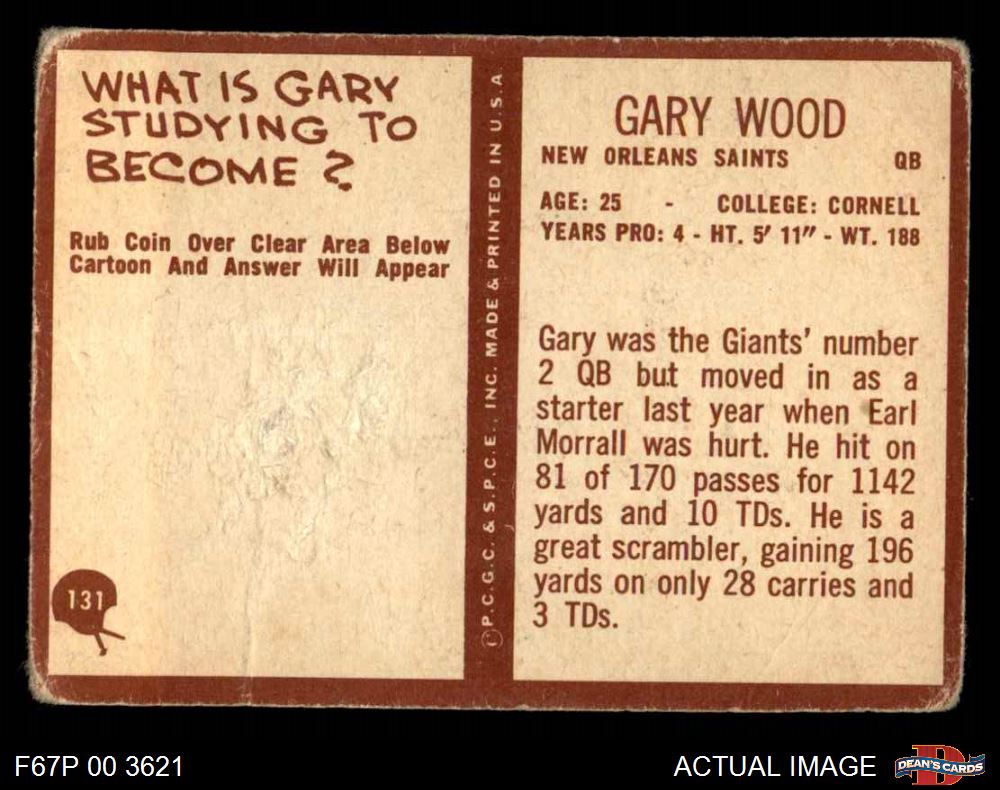 WHAT IS GARY
STUDYING TO
BECOME?
Rub Coin Over Clear Area Below
Cartoon And Answer Will Appear
131
© P.C.G.C. & S.P.C.E., INC. MADE & PRINTED IN U.S.A.
GARY WOOD
NEW ORLEANS SAINTS QB
AGE: 25 - COLLEGE: CORNELL
YEARS PRO: 4 - HT. 5' 11" - WT. 188
Gary was the Giants' number
2 QB but moved in as a
starter last year when Earl
Morrall was hurt. He hit on
81 of 170 passes for 1142
yards and 10 TDs. He is a
great scrambler, gaining 196
yards on only 28 carries and
3 TDs.
F67P 00 3621
ACTUAL IMAGE
D
DEAN'S CARDS